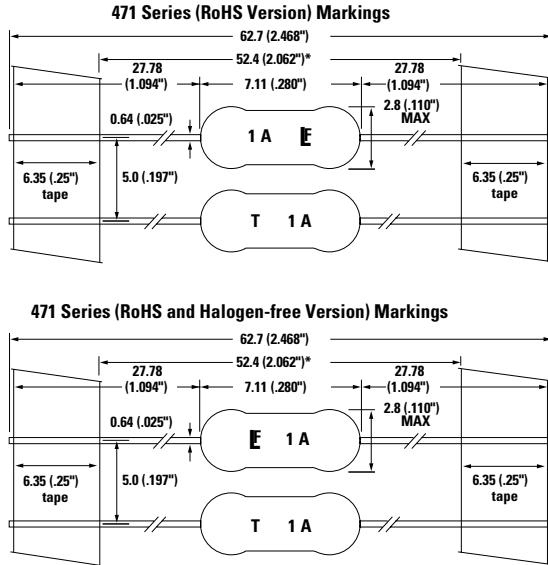 471 Series (RoHS Version) Markings
62.7 (2.468")
52.4 (2.062")*
27.78 (1.094")
7.11 (.280")
27.78 (1.094")
0.64 (.025")
2.8 (.110") MAX
1 A LF
6.35 (.25") tape
5.0 (.197")
6.35 (.25") tape
T 1 A
471 Series (RoHS and Halogen-free Version) Markings
62.7 (2.468")
52.4 (2.062")*
27.78 (1.094")
7.11 (.280")
27.78 (1.094")
0.64 (.025")
2.8 (.110") MAX
LF 1 A
6.35 (.25") tape
5.0 (.197")
6.35 (.25") tape
T 1 A